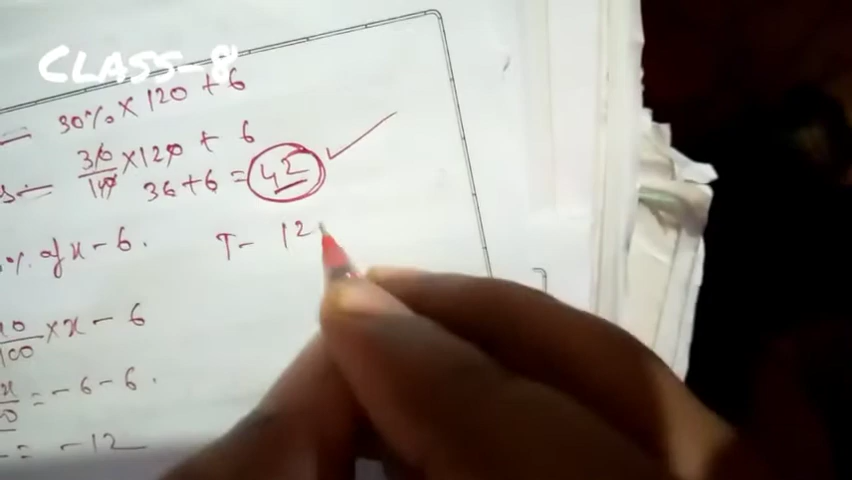 CLASS-8
= 30% × 120 + 6
30/100 × 120 + 6
36 + 6 = 42
% of x - 6. T- 12
/100 × x - 6
= -6-6.
= -12